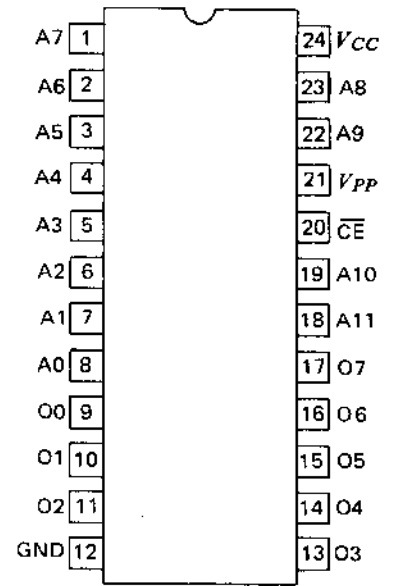 A7 1 24 VCC
A6 2 23 A8
A5 3 22 A9
A4 4 21 VPP
A3 5 20 C̅E̅
A2 6 19 A10
A1 7 18 A11
A0 8 17 O7
O0 9 16 O6
O1 10 15 O5
O2 11 14 O4
GND 12 13 O3